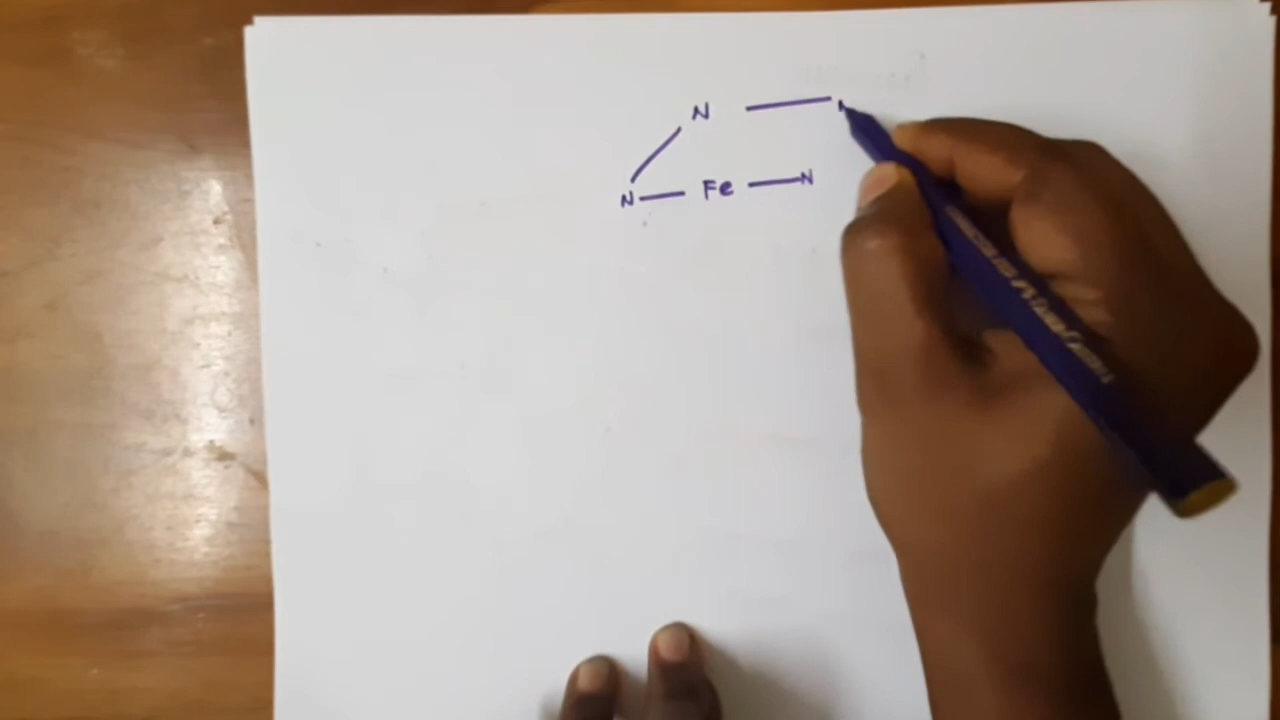 N —
N — Fe — N